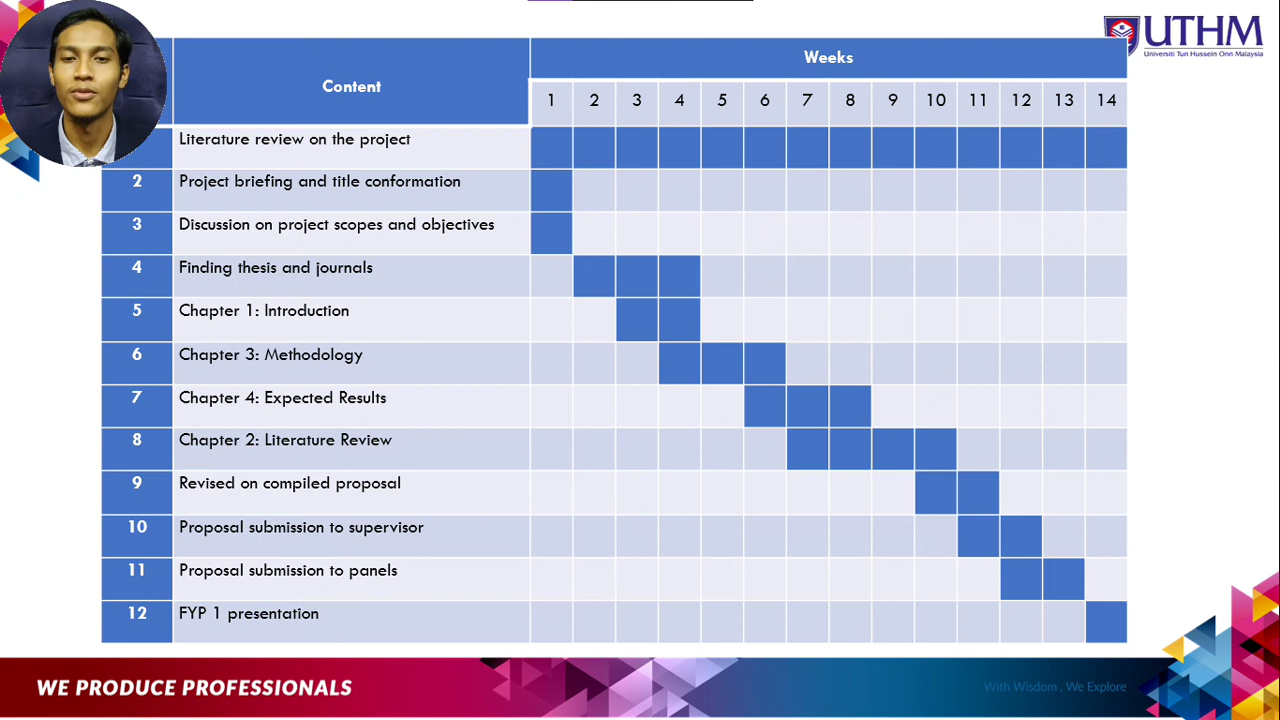 UTHM
Universiti Tun Hussein Onn Malaysia
Content
Weeks
1 2 3 4 5 6 7 8 9 10 11 12 13 14
Literature review on the project
2 Project briefing and title conformation
3 Discussion on project scopes and objectives
4 Finding thesis and journals
5 Chapter 1: Introduction
6 Chapter 3: Methodology
7 Chapter 4: Expected Results
8 Chapter 2: Literature Review
9 Revised on compiled proposal
10 Proposal submission to supervisor
11 Proposal submission to panels
12 FYP 1 presentation
WE PRODUCE PROFESSIONALS
With Wisdom , We Explore